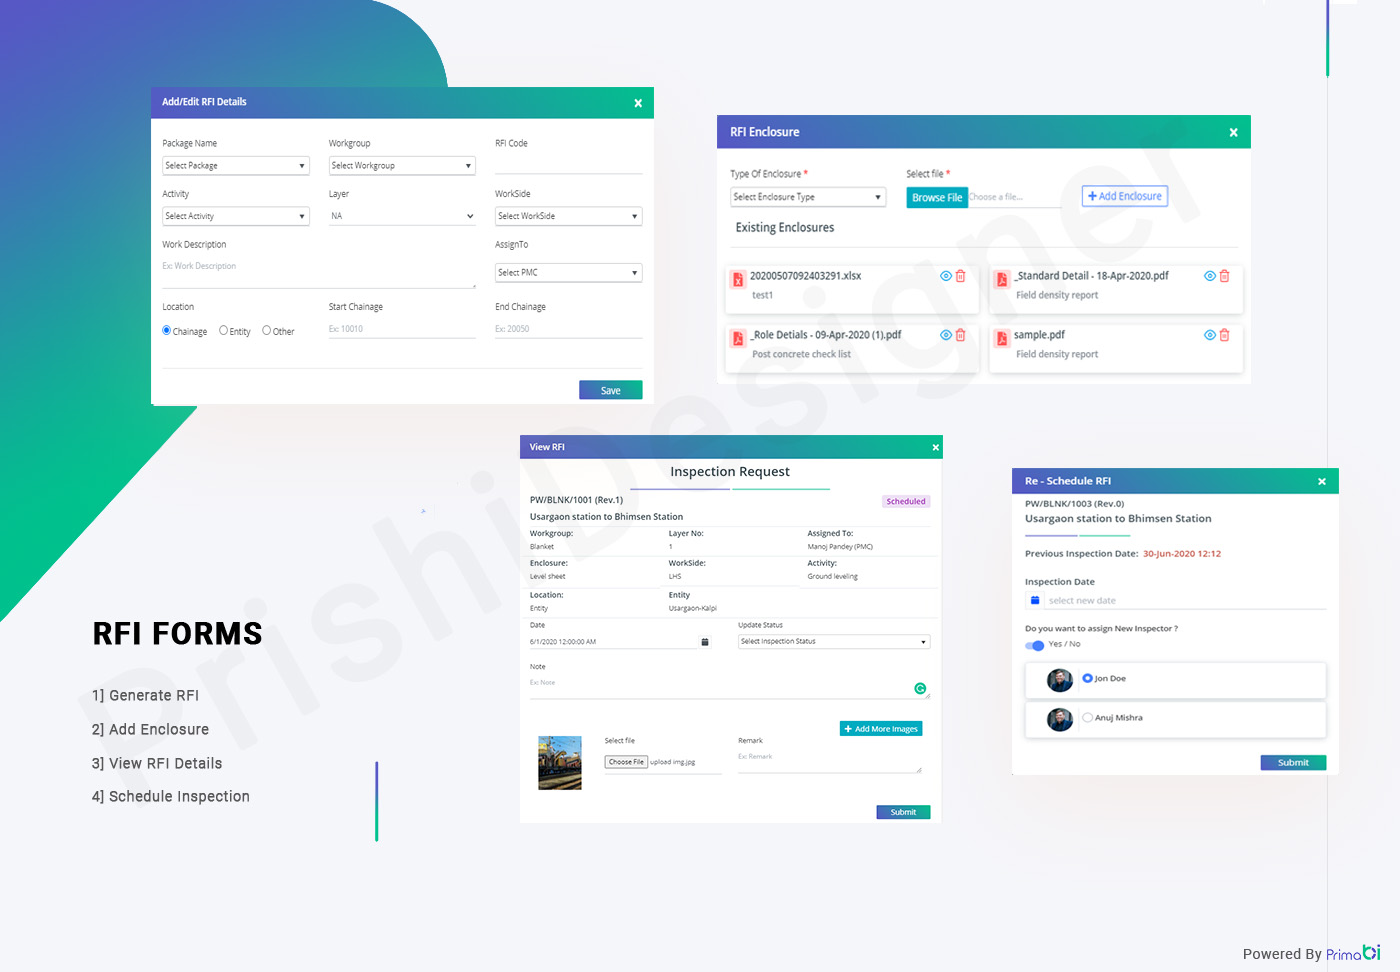 Add/Edit RFI Details
Package Name Workgroup RFI Code
Select Package Select Workgroup
Activity Layer WorkSide
Select Activity NA Select WorkSide
Work Description AssignTo
Ex: Work Description Select PMC
Location Start Chainage End Chainage
Chainage Entity Other Ex: 10010 Ex: 20050
Save
RFI Enclosure
Type Of Enclosure * Select file *
Select Enclosure Type Browse File Choose a file... + Add Enclosure
Existing Enclosures
20200507092403291.xlsx
test1
_Standard Detail - 18-Apr-2020.pdf
Field density report
_Role Detials - 09-Apr-2020 (1).pdf
Post concrete check list
sample.pdf
Field density report
View RFI
Inspection Request
PW/BLNK/1001 (Rev.1) Scheduled
Usargaon station to Bhimsen Station
Workgroup: Layer No: Assigned To:
Blanket 1 Manoj Pandey (PMC)
Enclosure: WorkSide: Activity:
Level sheet LHS Ground leveling
Location: Entity
Entity Usargaon-Kalpi
Date Update Status
6/1/2020 12:00:00 AM Select Inspection Status
Note
Ex: Note
+ Add More Images
Select file Remark
Choose File upload img.jpg Ex: Remark
Submit
Re - Schedule RFI
PW/BLNK/1003 (Rev.0)
Usargaon station to Bhimsen Station
Previous Inspection Date: 30-Jun-2020 12:12
Inspection Date
select new date
Do you want to assign New Inspector ?
Yes / No
Jon Doe
Anuj Mishra
Submit
RFI FORMS
1] Generate RFI
2] Add Enclosure
3] View RFI Details
4] Schedule Inspection
PrishiDesigner
Powered By Primabi